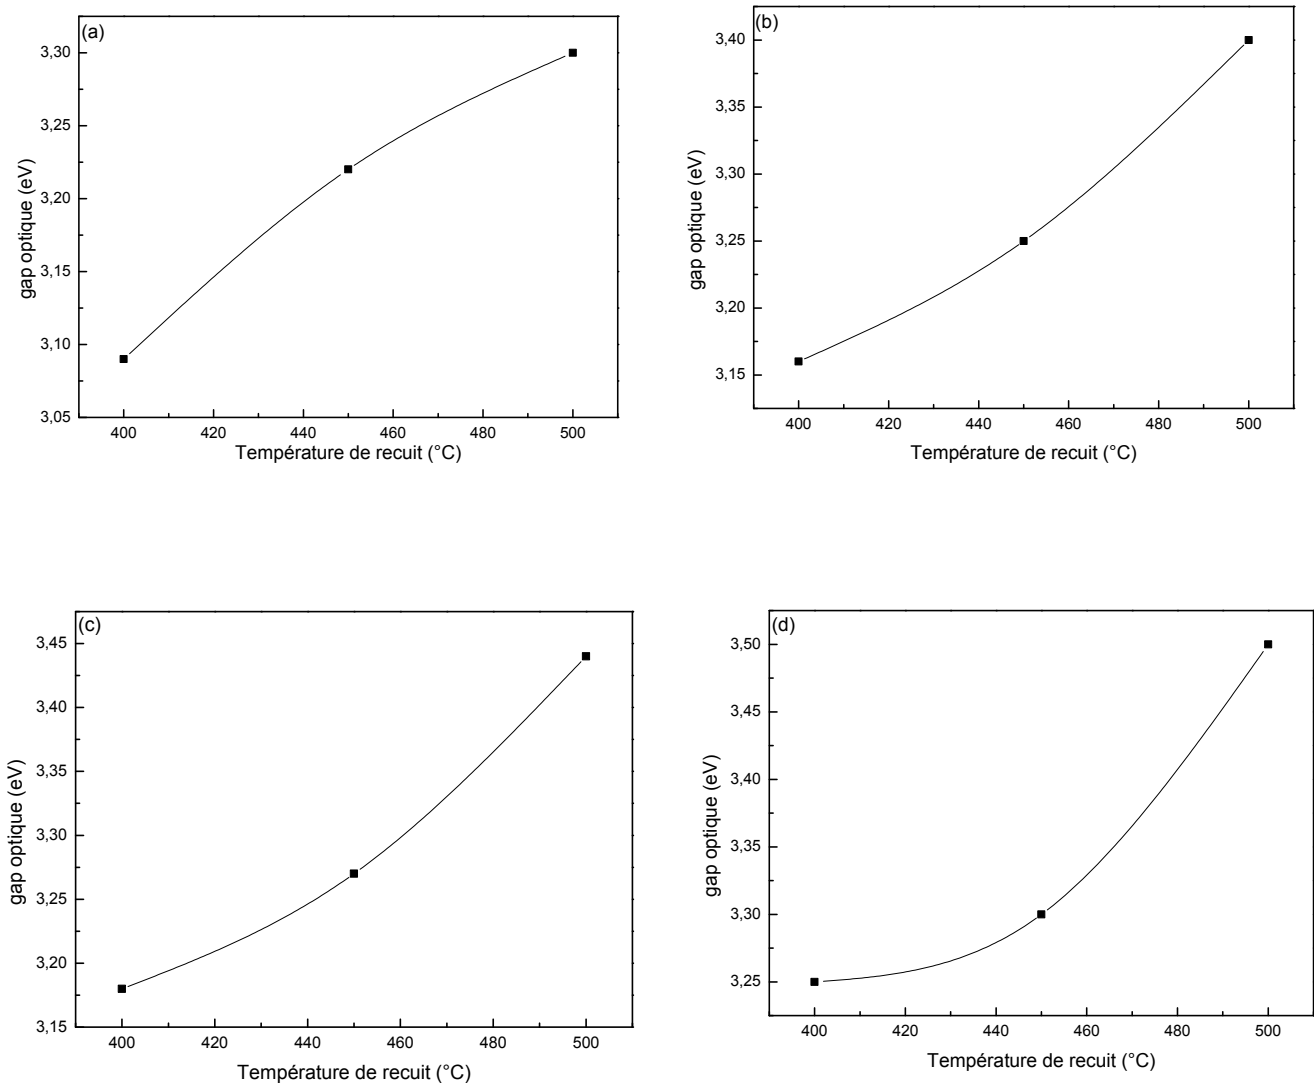 (a)
3,30
3,25
3,20
3,15
3,10
3,05
gap optique (eV)
400 420 440 460 480 500
Température de recuit (°C)
(b)
3,40
3,35
3,30
3,25
3,20
3,15
gap optique (eV)
400 420 440 460 480 500
Température de recuit (°C)
(c)
3,45
3,40
3,35
3,30
3,25
3,20
3,15
gap optique (eV)
400 420 440 460 480 500
Température de recuit (°C)
(d)
3,50
3,45
3,40
3,30
3,25
gap optique (eV)
400 420 440 460 480 500
Température de recuit (°C)